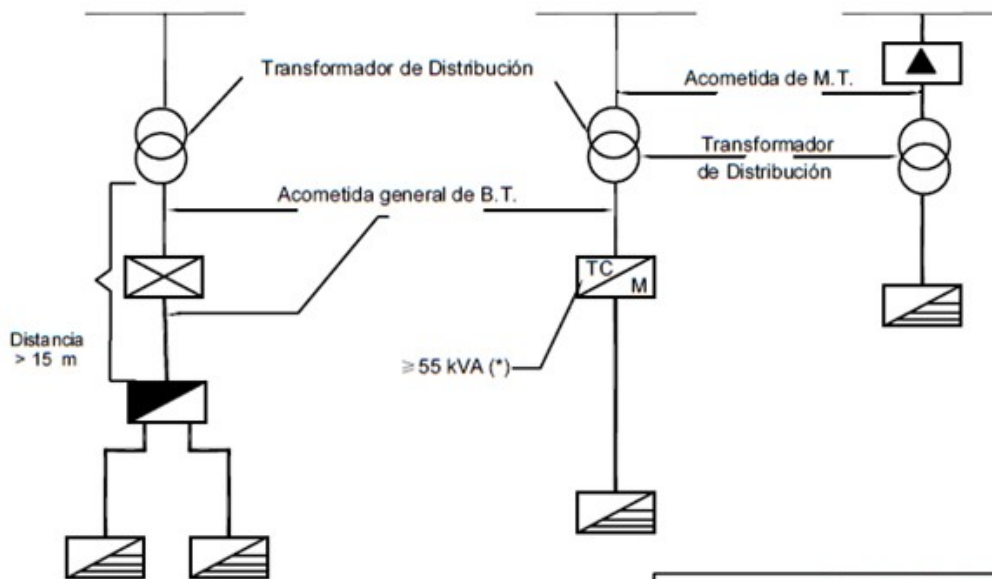 Transformador de Distribución
Acometida de M.T.
Transformador
de Distribución
Acometida general de B.T.
TC
M
Distancia
> 15 m
≥ 55 kVA (*)